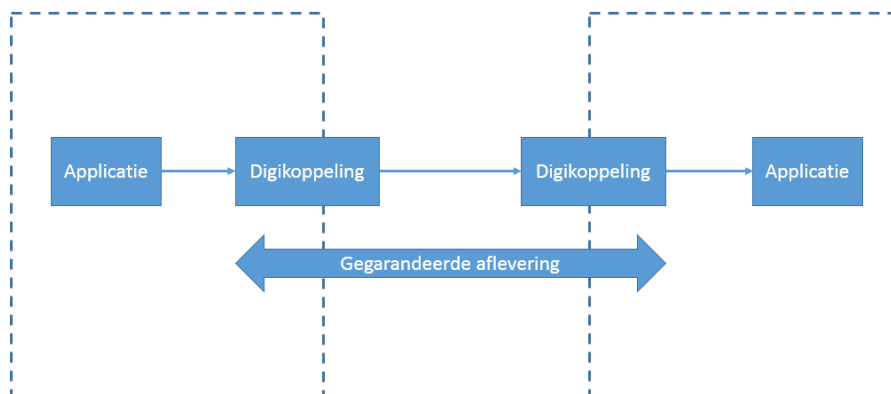 Applicatie
Digikoppeling
Digikoppeling
Applicatie
Gegarandeerde aflevering